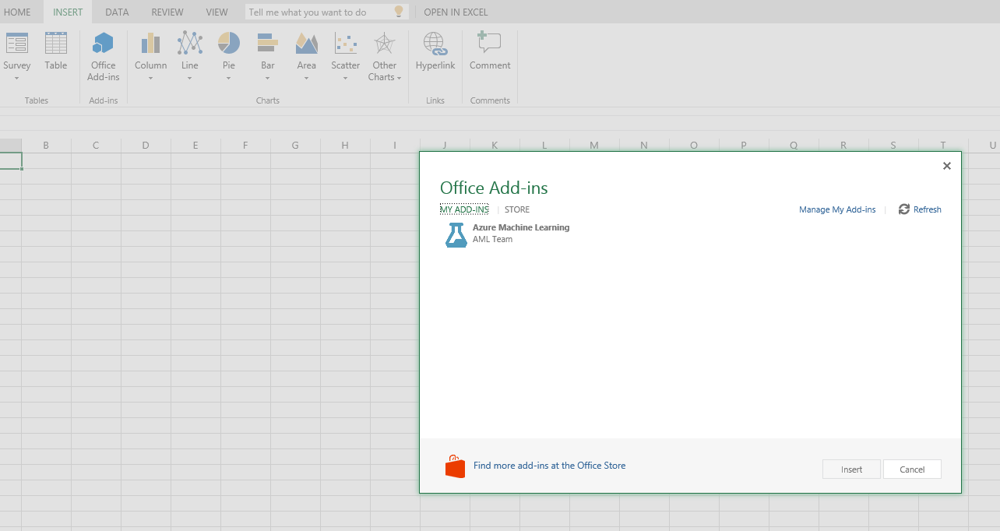 HOME INSERT DATA REVIEW VIEW Tell me what you want to do OPEN IN EXCEL
Survey Table Office Add-ins Column Line Pie Bar Area Scatter Other Charts Hyperlink Comment
Tables Add-ins Charts Links Comments
B C D E F G H I J K L M N O P Q R S T U
Office Add-ins
MY ADD-INS STORE Manage My Add-ins Refresh
Azure Machine Learning
AML Team
Find more add-ins at the Office Store
Insert Cancel